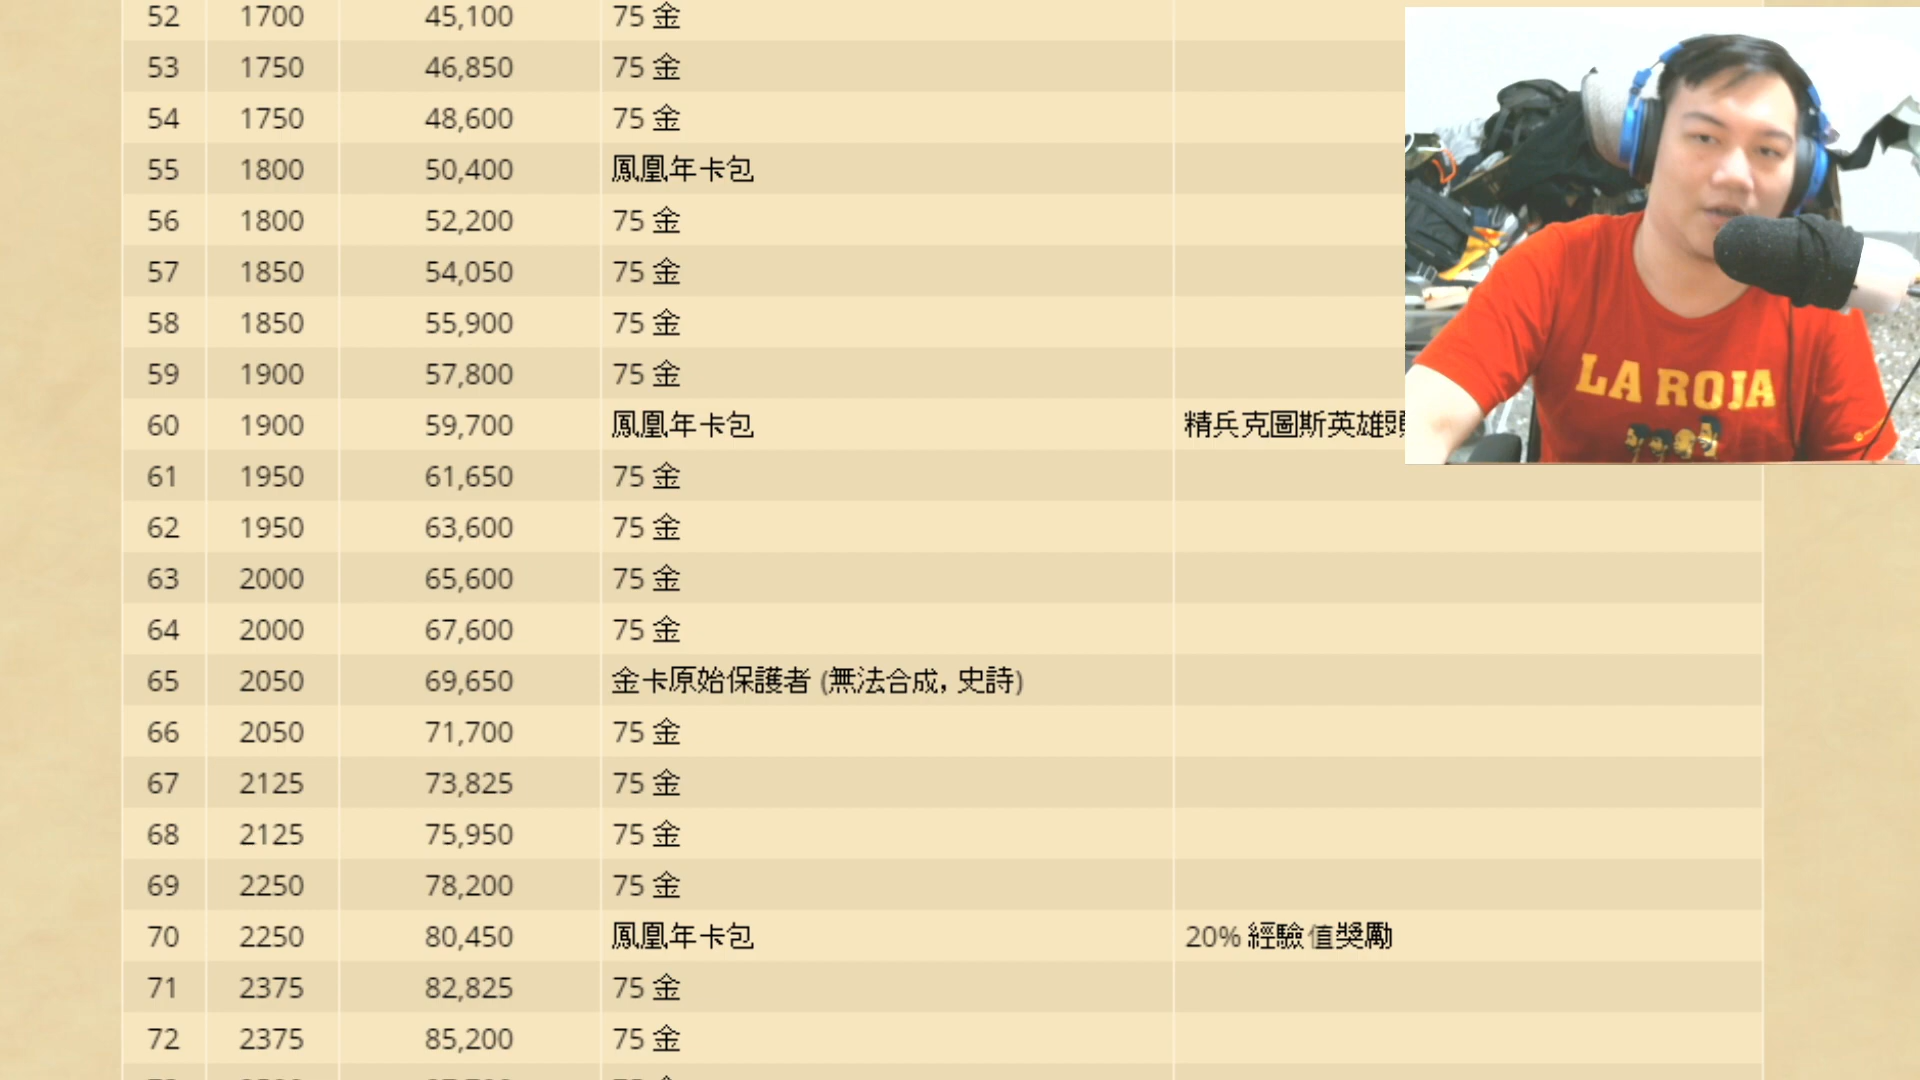 52 1700 45,100 75 金
53 1750 46,850 75 金
54 1750 48,600 75 金
55 1800 50,400 鳳凰年卡包
56 1800 52,200 75 金
57 1850 54,050 75 金
58 1850 55,900 75 金
59 1900 57,800 75 金
60 1900 59,700 鳳凰年卡包 精兵克圖斯英雄
61 1950 61,650 75 金
62 1950 63,600 75 金
63 2000 65,600 75 金
64 2000 67,600 75 金
65 2050 69,650 金卡原始保護者 (無法合成, 史詩)
66 2050 71,700 75 金
67 2125 73,825 75 金
68 2125 75,950 75 金
69 2250 78,200 75 金
70 2250 80,450 鳳凰年卡包 20% 經驗值獎勵
71 2375 82,825 75 金
72 2375 85,200 75 金
LA ROJA